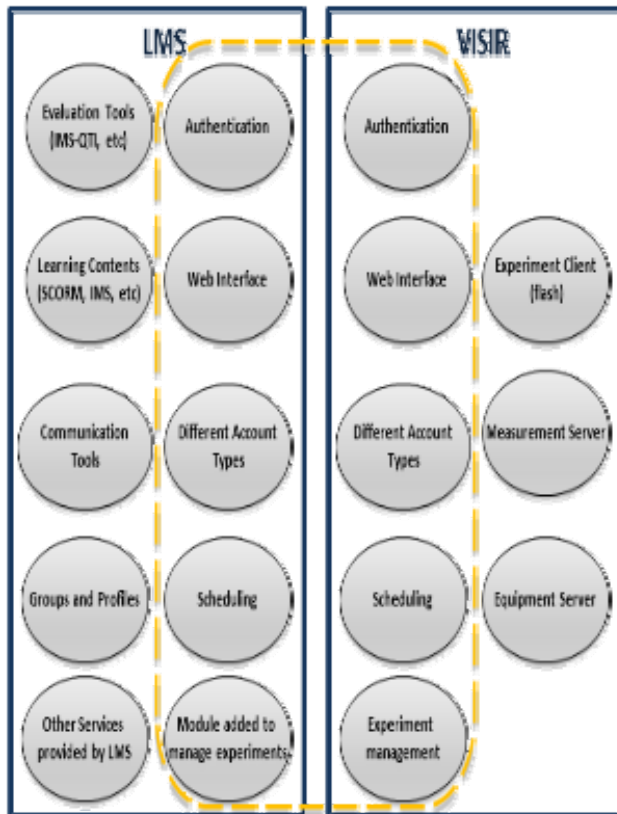 LMS
VISIR
Evaluation Tools
(IMS-QTI, etc)
Authentication
Authentication
Learning Contents
(SCORM, IMS, etc)
Web Interface
Web Interface
Experiment Client
(flash)
Communication
Tools
Different Account
Types
Different Account
Types
Measurement Server
Groups and Profiles
Scheduling
Scheduling
Equipment Server
Other Services
provided by LMS
Module added to
manage experiments
Experiment
management